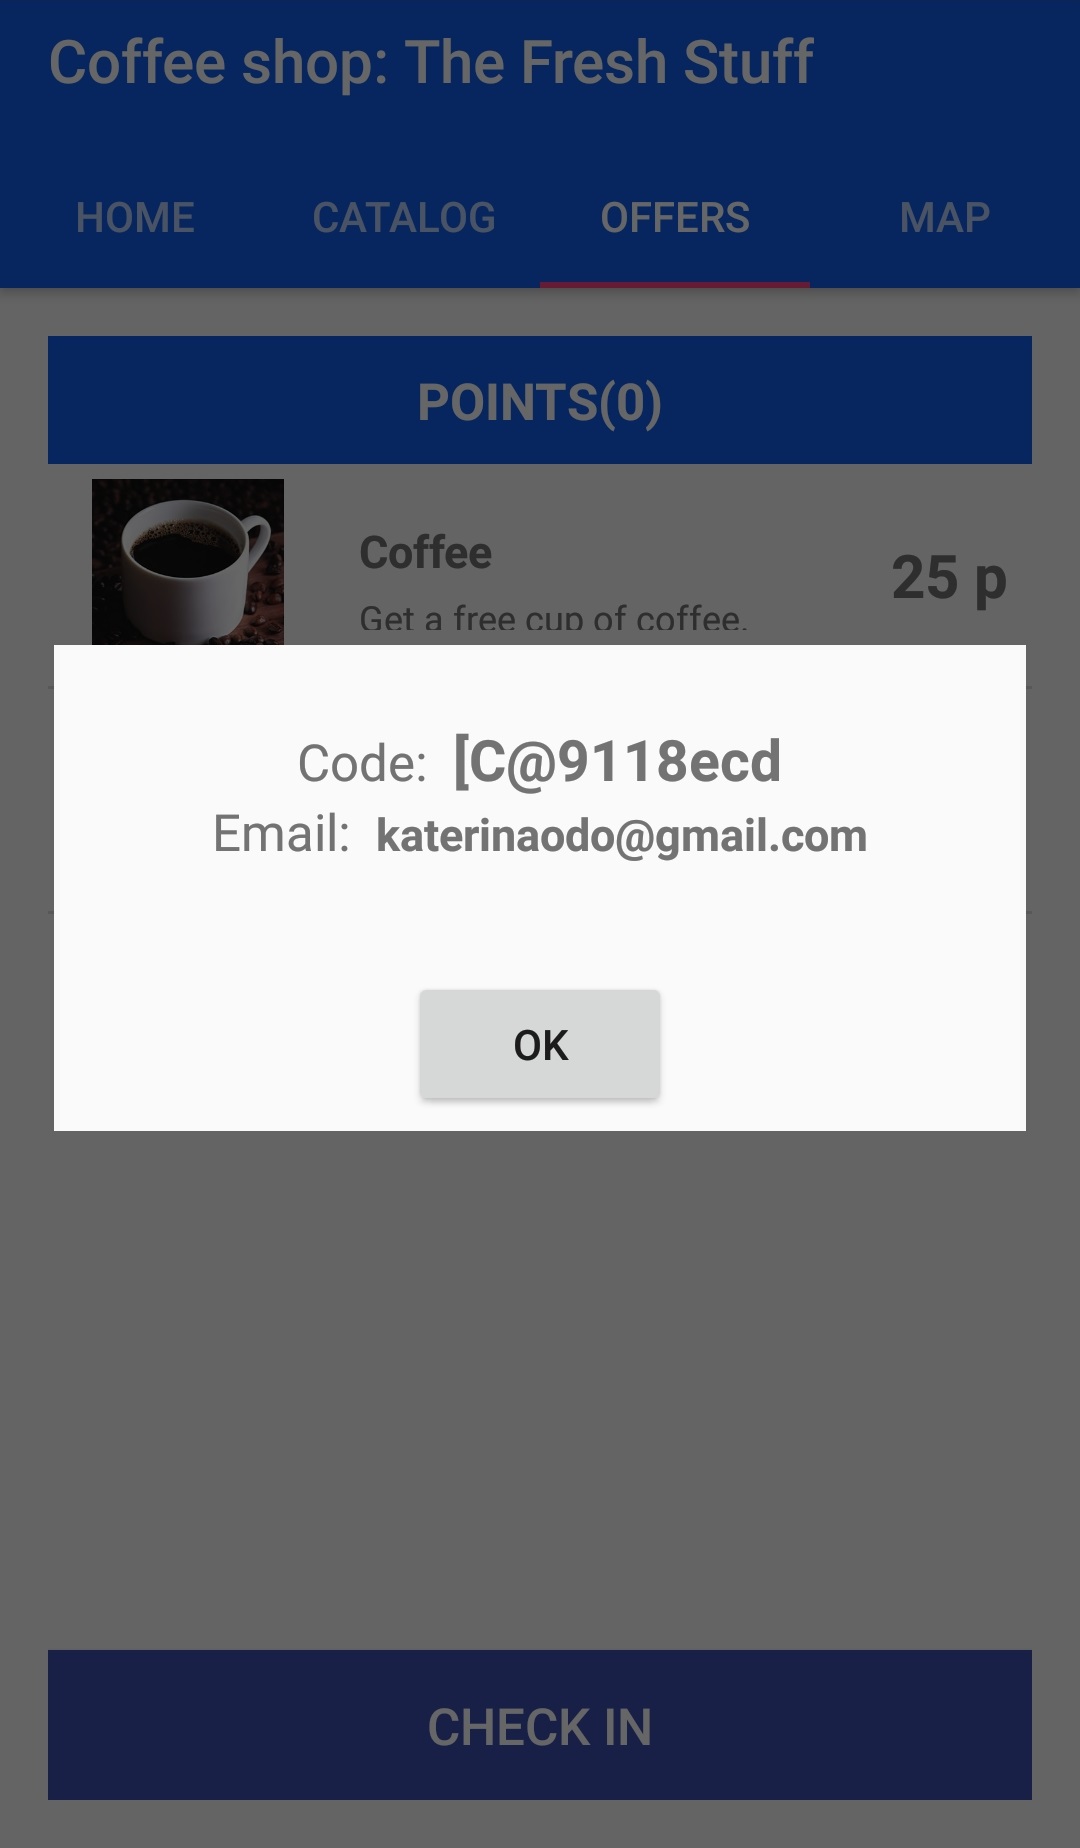 Coffee shop: The Fresh Stuff
HOME CATALOG OFFERS MAP
POINTS(0)
Coffee
25 p
Get a free cup of coffee.
Code: [C@9118ecd
Email: katerinaodo@gmail.com
OK
CHECK IN